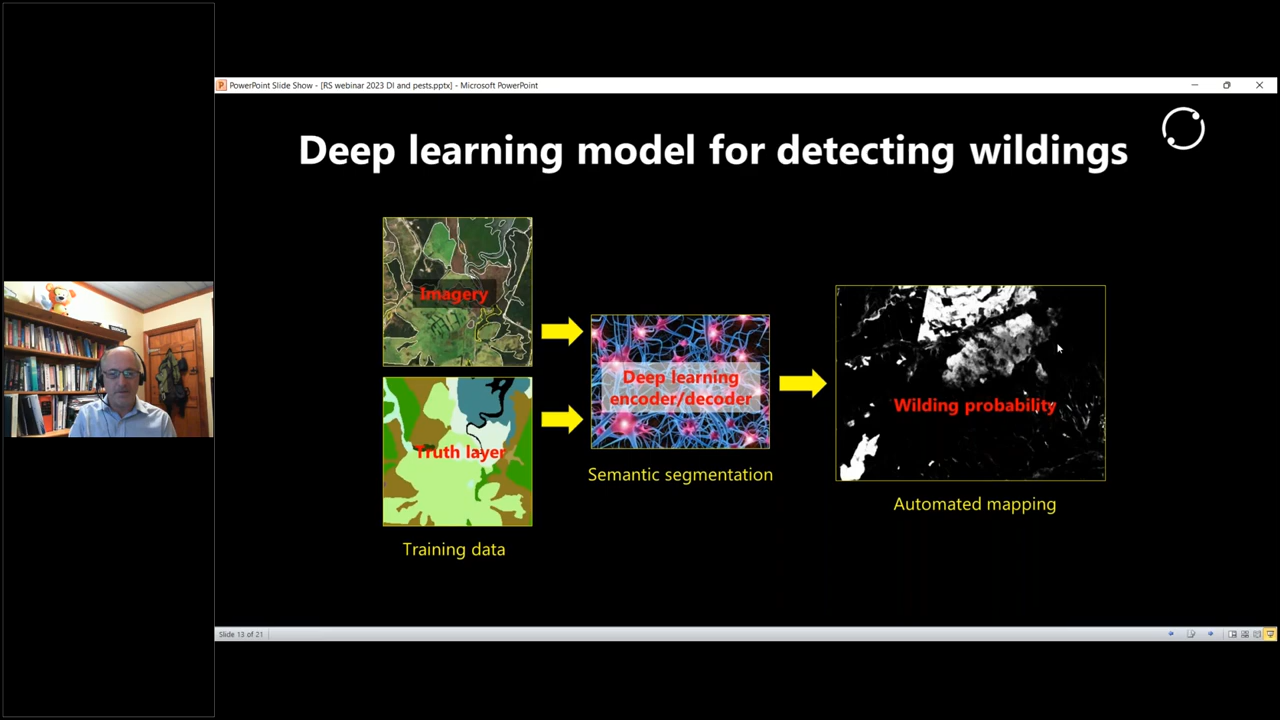 PowerPoint Slide Show - [RS webinar 2023 DI and pests.pptx] - Microsoft PowerPoint
Deep learning model for detecting wildings
Imagery
Truth layer
Training data
Deep learning
encoder/decoder
Semantic segmentation
Wilding probability
Automated mapping
Slide 13 of 21